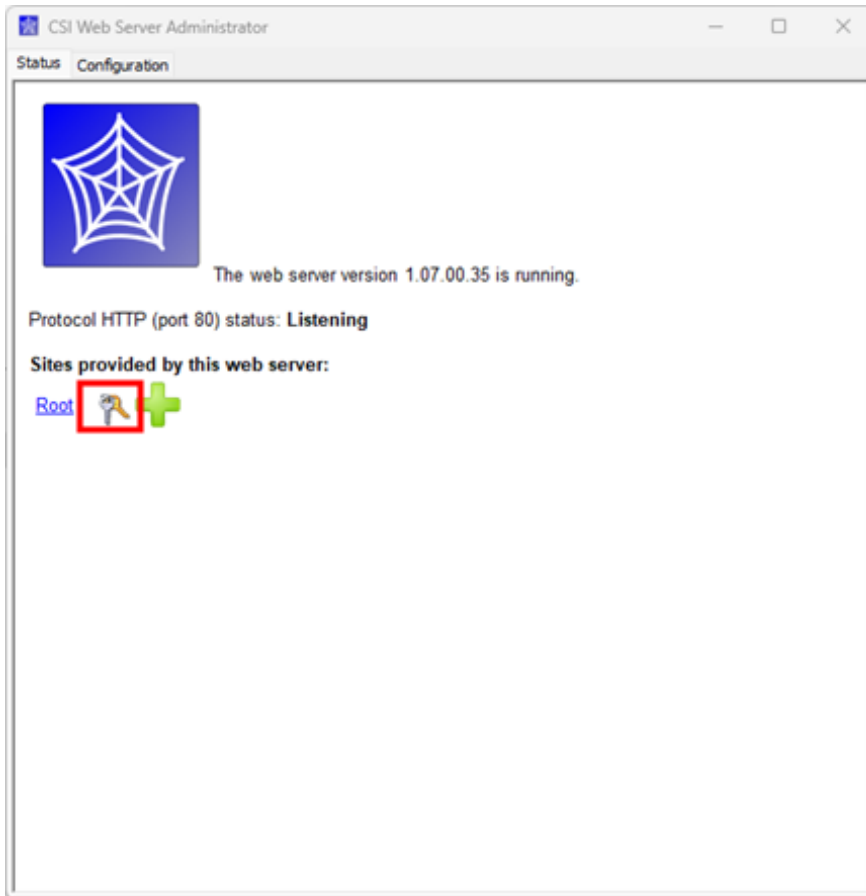 CSI Web Server Administrator
Status Configuration
The web server version 1.07.00.35 is running.
Protocol HTTP (port 80) status: Listening
Sites provided by this web server:
Root